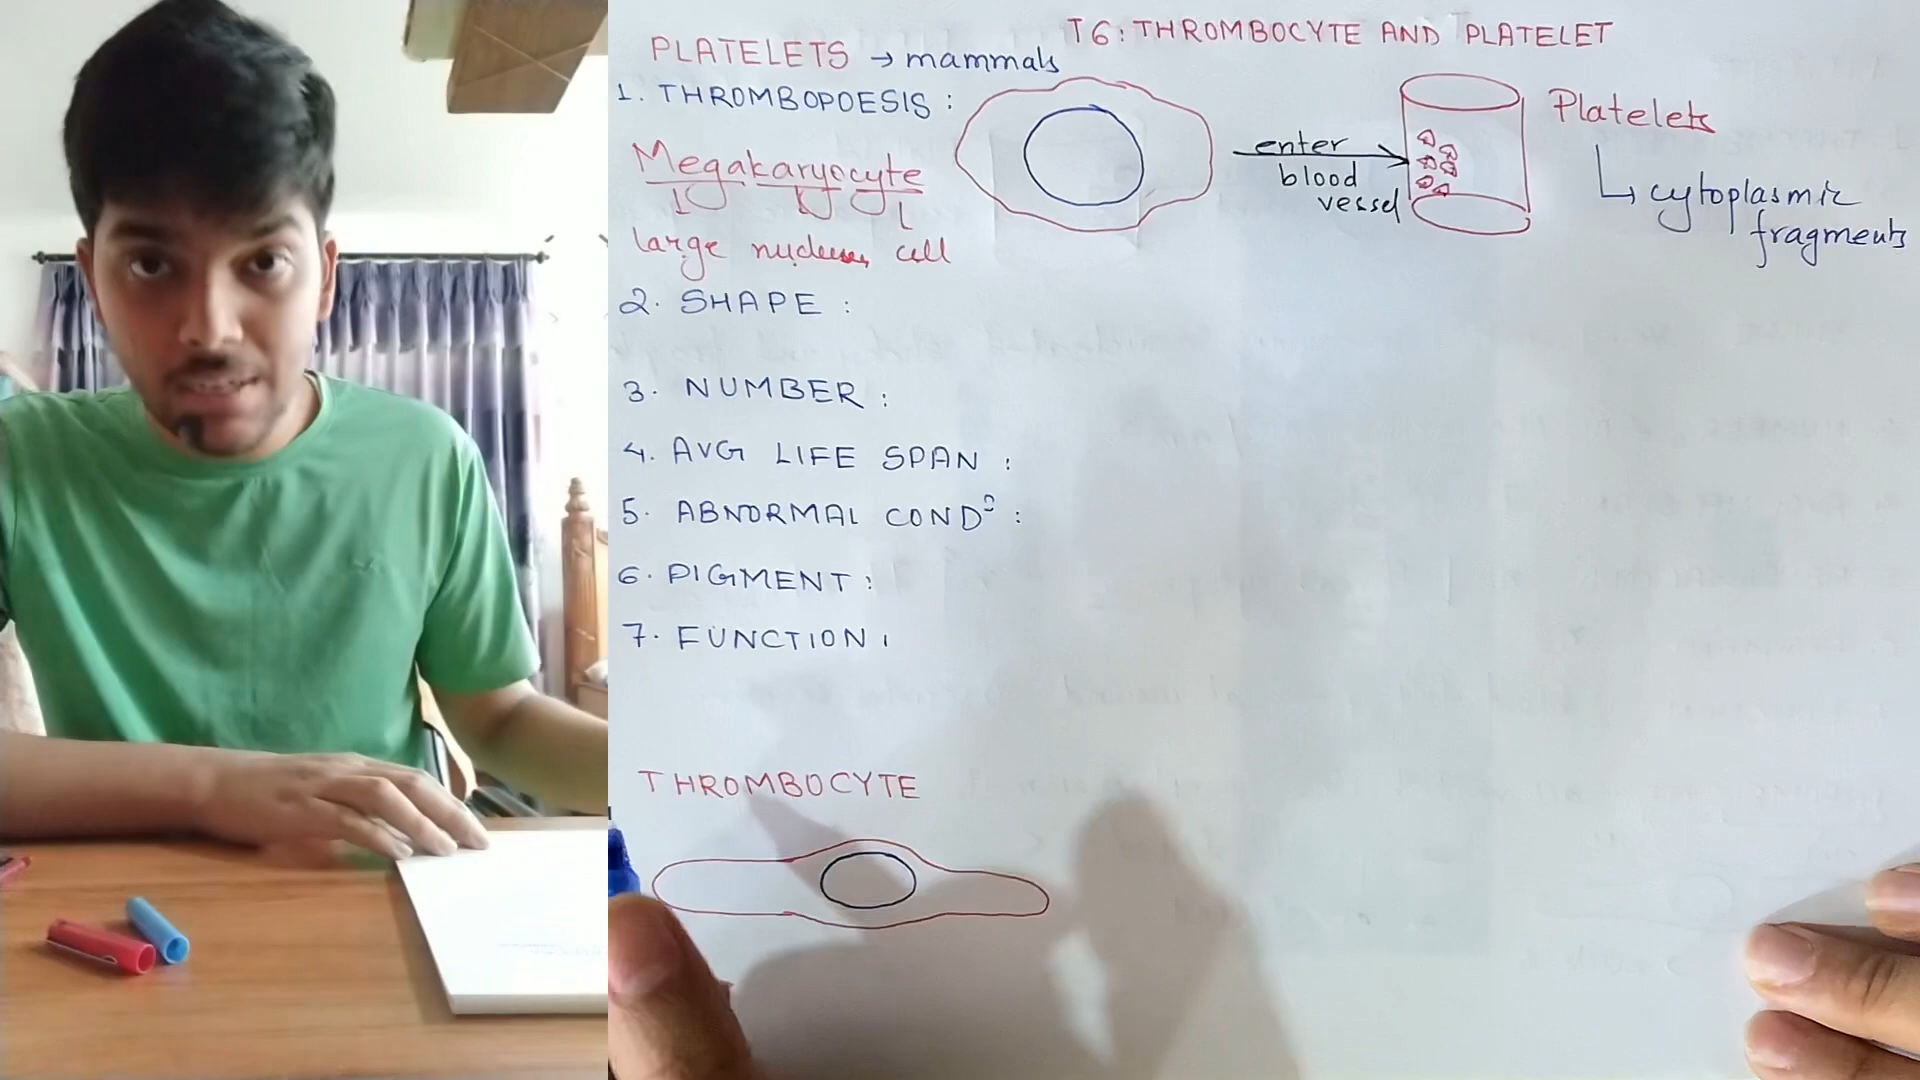 T6: THROMBOCYTE AND PLATELET
PLATELETS → mammals
1. THROMBOPOESIS:
Megakaryocyte
large nucleus, cell
enter
blood
vessel
Platelets
cytoplasmic
fragments
2. SHAPE :
3. NUMBER :
4. AVG LIFE SPAN :
5. ABNORMAL CONDⁿ :
6. PIGMENT :
7. FUNCTION :
THROMBOCYTE